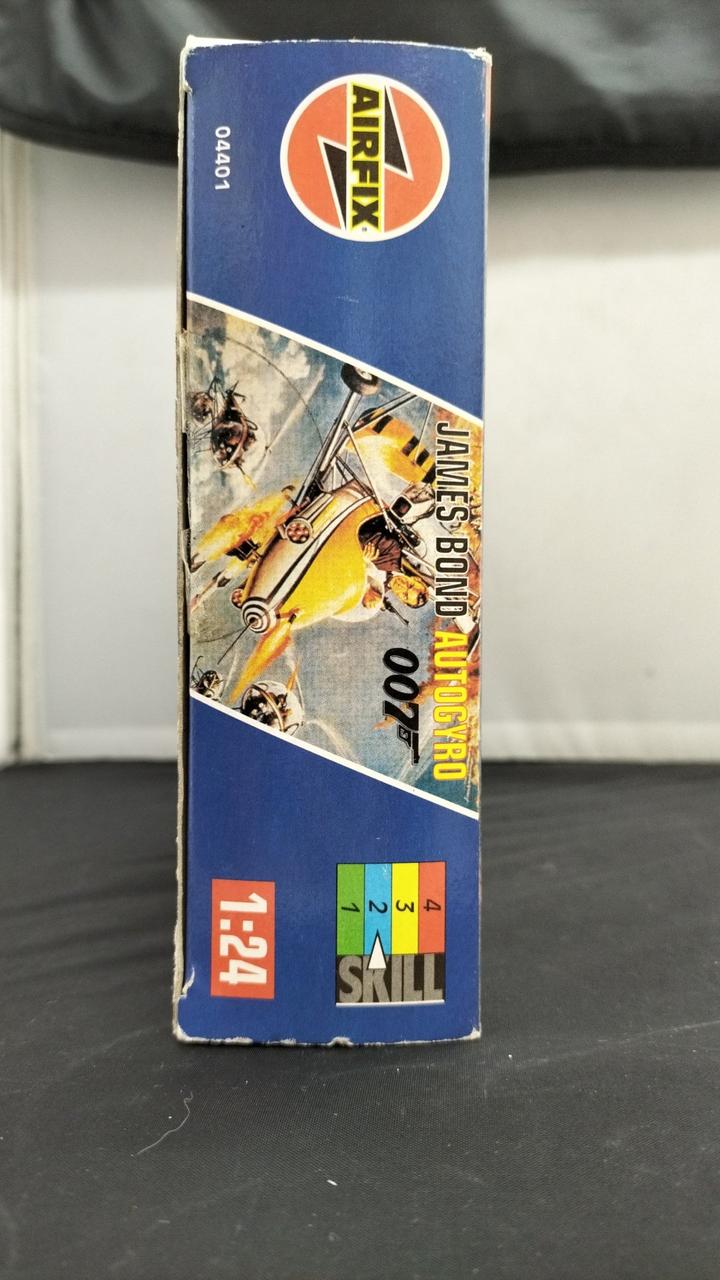 AIRFIX
04401
JAMES BOND AUTOGYRO
007
4
3
2
1
SKILL
1:24